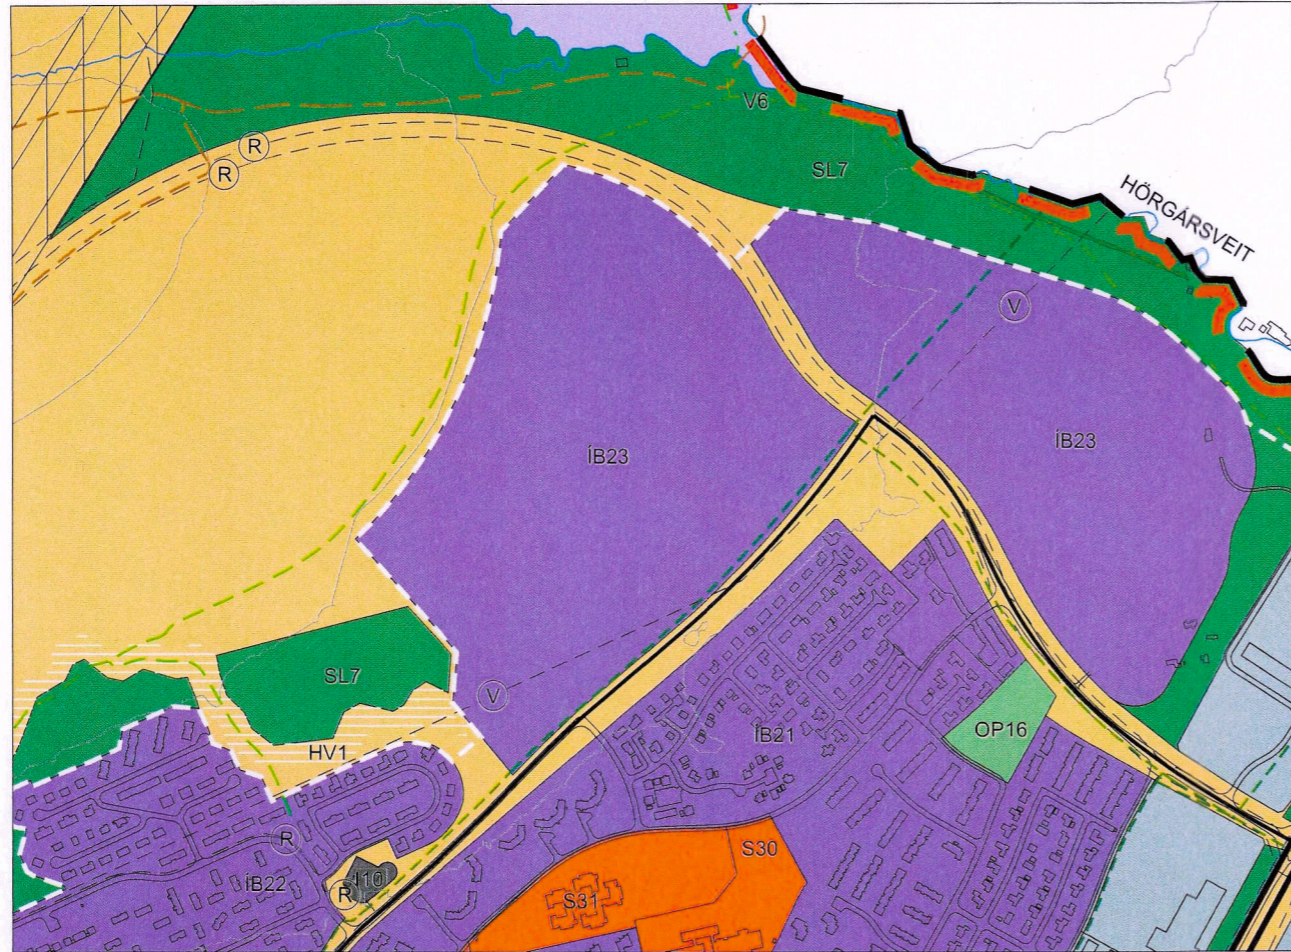 V6
R
R
SL7
HÖRGÁRSVEIT
V
ÍB23
ÍB23
SL7
V
OP16
ÍB21
HV1
R
S30
ÍB22
I10
R
S31